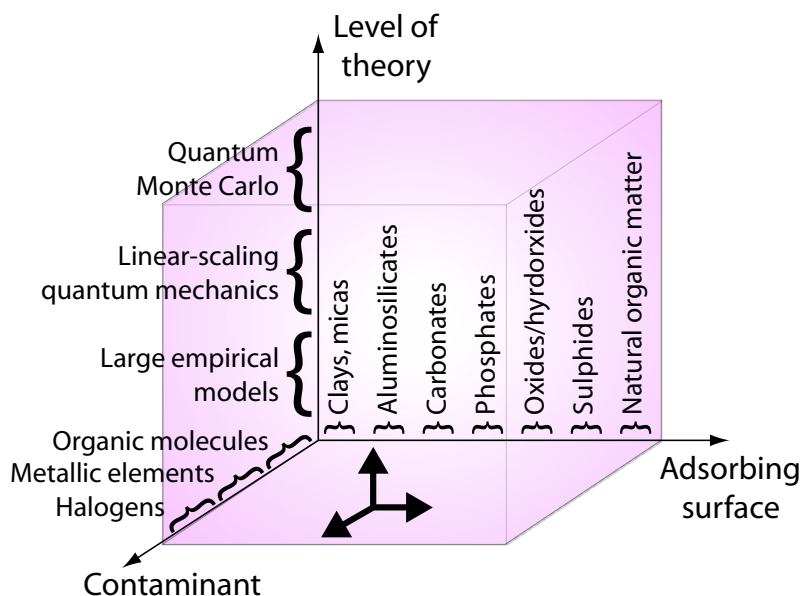 Level of
theory
Quantum
Monte Carlo
Linear-scaling
quantum mechanics
Large empirical
models
Clays, micas
Aluminosilicates
Carbonates
Phosphates
Oxides/hyrdorxides
Sulphides
Natural organic matter
Organic molecules
Metallic elements
Halogens
Adsorbing
surface
Contaminant